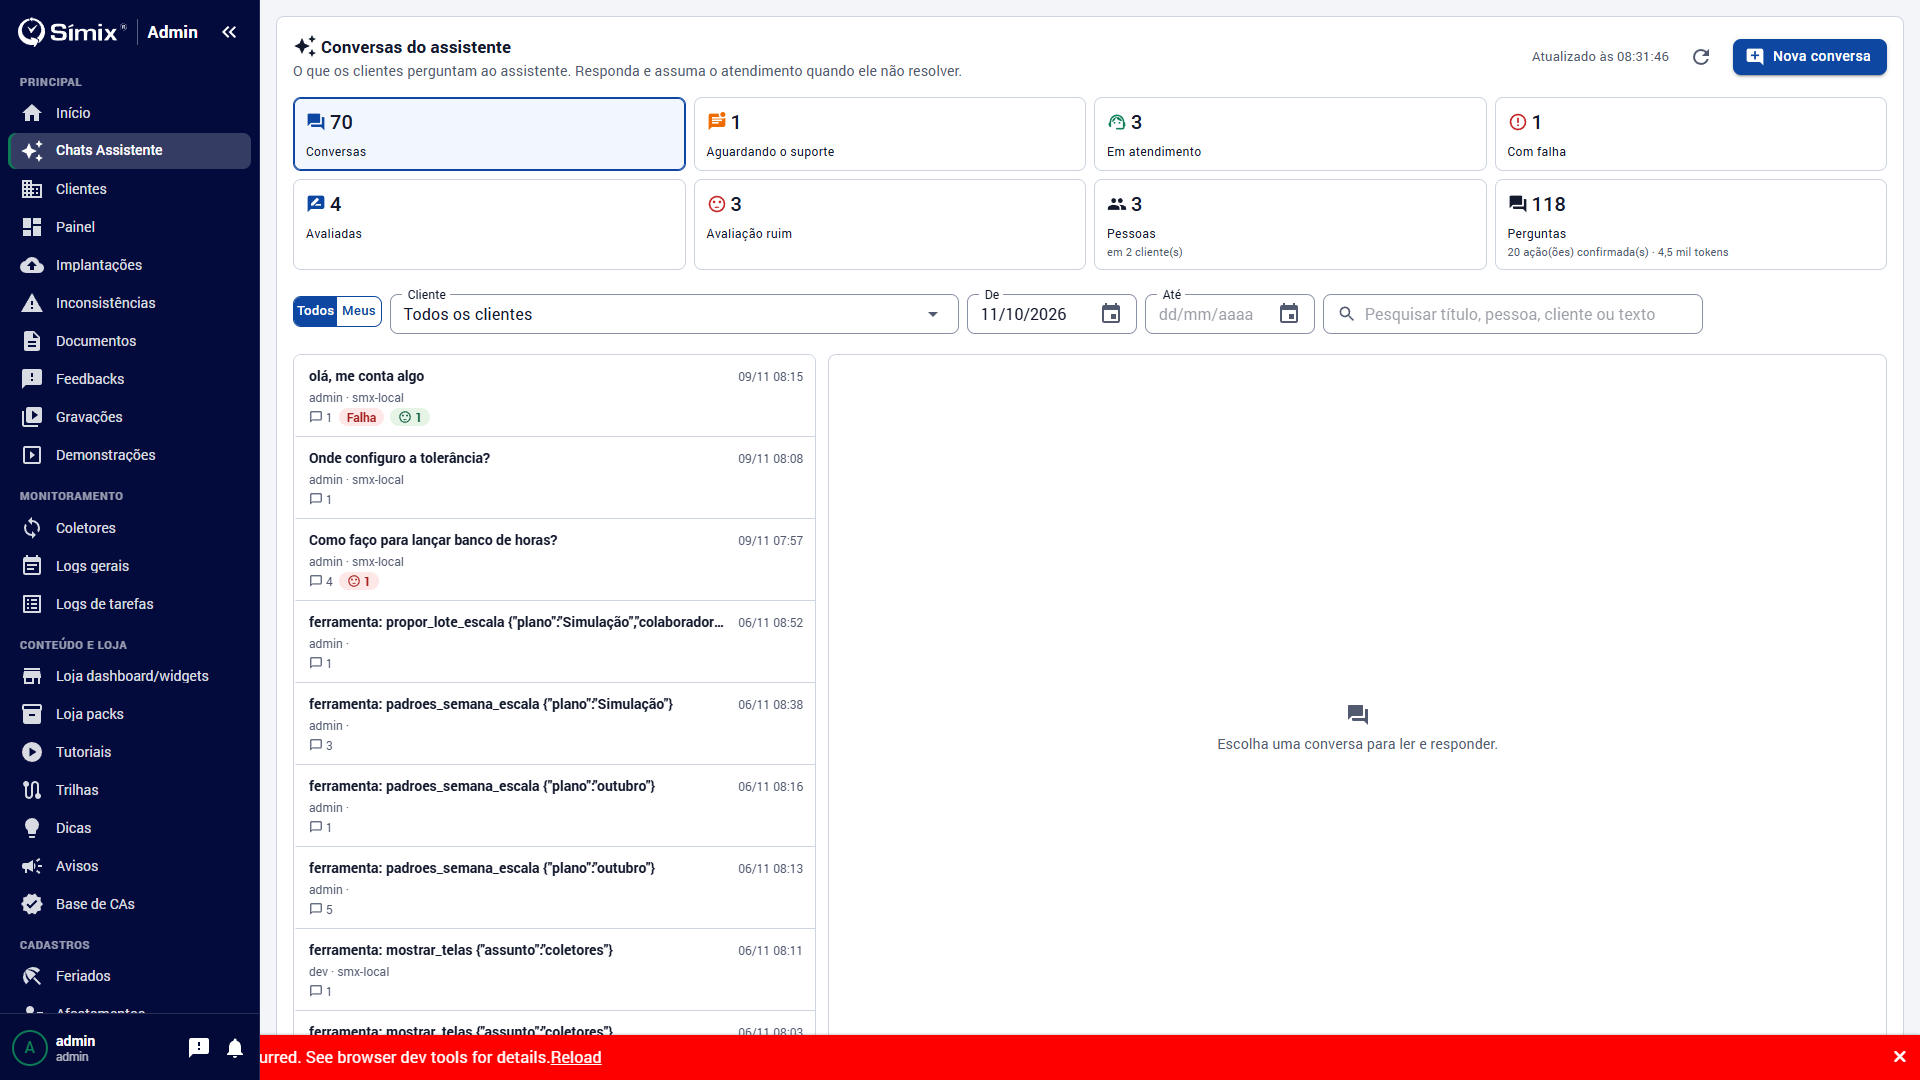 Símix® Admin
PRINCIPAL
Início
Chats Assistente
Clientes
Painel
Implantações
Inconsistências
Documentos
Feedbacks
Gravações
Demonstrações
MONITORAMENTO
Coletores
Logs gerais
Logs de tarefas
CONTEÚDO E LOJA
Loja dashboard/widgets
Loja packs
Tutoriais
Trilhas
Dicas
Avisos
Base de CAs
CADASTROS
Feriados
Afastamentos
A
admin
admin
Conversas do assistente
O que os clientes perguntam ao assistente. Responda e assuma o atendimento quando ele não resolver.
Atualizado às 08:31:46
Nova conversa
70
Conversas
1
Aguardando o suporte
3
Em atendimento
1
Com falha
4
Avaliadas
3
Avaliação ruim
3
Pessoas
em 2 cliente(s)
118
Perguntas
20 ação(ões) confirmada(s) · 4,5 mil tokens
Todos Meus
Cliente
Todos os clientes
De
11/10/2026
Até
dd/mm/aaaa
Pesquisar título, pessoa, cliente ou texto
olá, me conta algo 09/11 08:15
admin · smx-local
1 Falha 1
Onde configuro a tolerância? 09/11 08:08
admin · smx-local
1
Como faço para lançar banco de horas? 09/11 07:57
admin · smx-local
4 1
ferramenta: propor_lote_escala {"plano":"Simulação","colaborador... 06/11 08:52
admin ·
1
ferramenta: padroes_semana_escala {"plano":"Simulação"} 06/11 08:38
admin ·
3
ferramenta: padroes_semana_escala {"plano":"outubro"} 06/11 08:16
admin ·
1
ferramenta: padroes_semana_escala {"plano":"outubro"} 06/11 08:13
admin ·
5
ferramenta: mostrar_telas {"assunto":"coletores"} 06/11 08:11
dev · smx-local
1
ferramenta: mostrar_telas {"assunto":"coletores"} 06/11 08:03
Escolha uma conversa para ler e responder.
urred. See browser dev tools for details. Reload